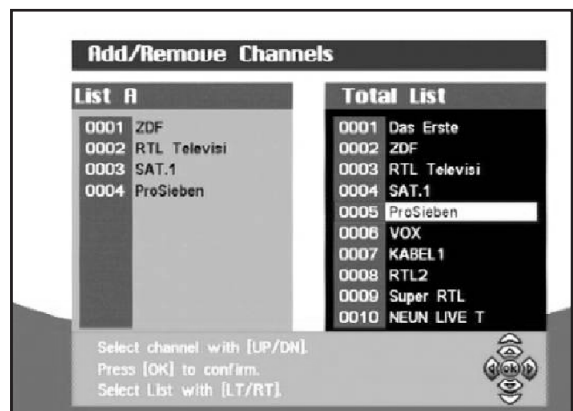 Add/Remove Channels
List A
0001 ZDF
0002 RTL Televisi
0003 SAT.1
0004 ProSieben
Total List
0001 Das Erste
0002 ZDF
0003 RTL Televisi
0004 SAT.1
0005 ProSieben
0006 VOX
0007 KABEL1
0008 RTL2
0009 Super RTL
0010 NEUN LIVE T
Select channel with [UP/DN].
Press [OK] to confirm.
Select List with [LT/RT].
ok